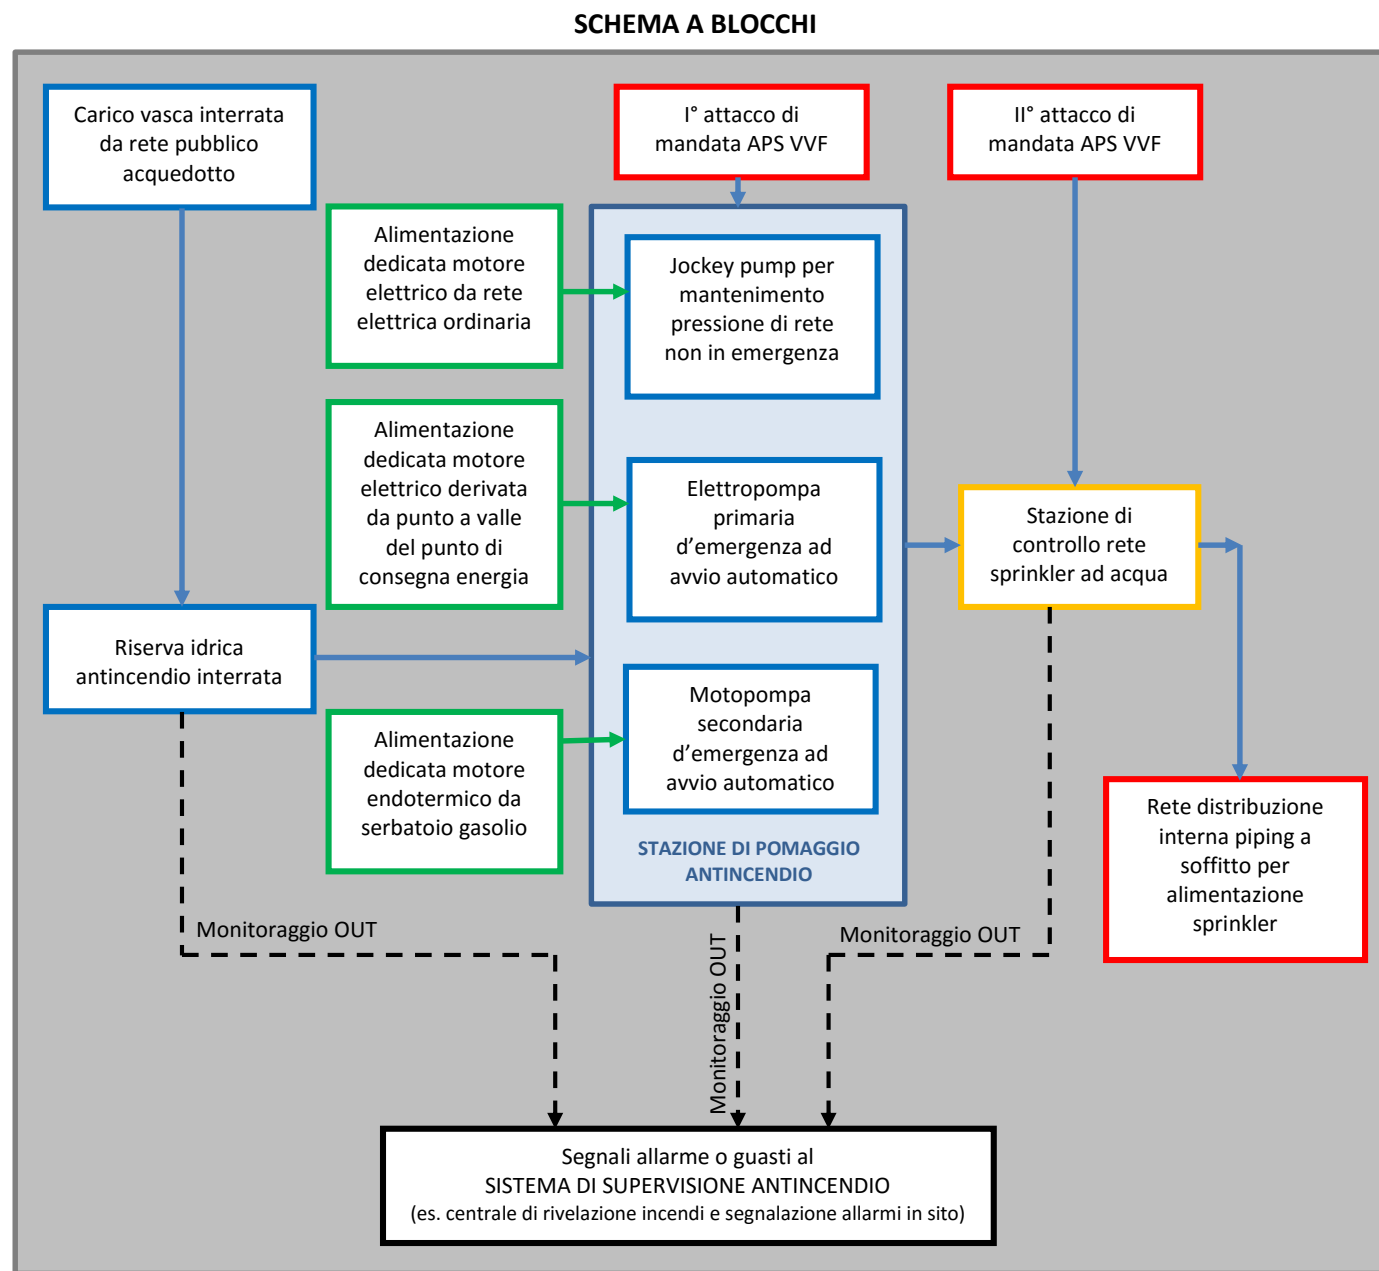 SCHEMA A BLOCCHI
Carico vasca interrata
da rete pubblico
acquedotto
I° attacco di
mandata APS VVF
II° attacco di
mandata APS VVF
Alimentazione
dedicata motore
elettrico da rete
elettrica ordinaria
Jockey pump per
mantenimento
pressione di rete
non in emergenza
Alimentazione
dedicata motore
elettrico derivata
da punto a valle
del punto di
consegna energia
Elettropompa
primaria
d’emergenza ad
avvio automatico
Stazione di
controllo rete
sprinkler ad acqua
Riserva idrica
antincendio interrata
Motopompa
secondaria
d’emergenza ad
avvio automatico
Alimentazione
dedicata motore
endotermico da
serbatoio gasolio
STAZIONE DI POMAGGIO
ANTINCENDIO
Rete distribuzione
interna piping a
soffitto per
alimentazione
sprinkler
Monitoraggio OUT
Monitoraggio OUT
Monitoraggio OUT
Segnali allarme o guasti al
SISTEMA DI SUPERVISIONE ANTINCENDIO
(es. centrale di rivelazione incendi e segnalazione allarmi in sito)